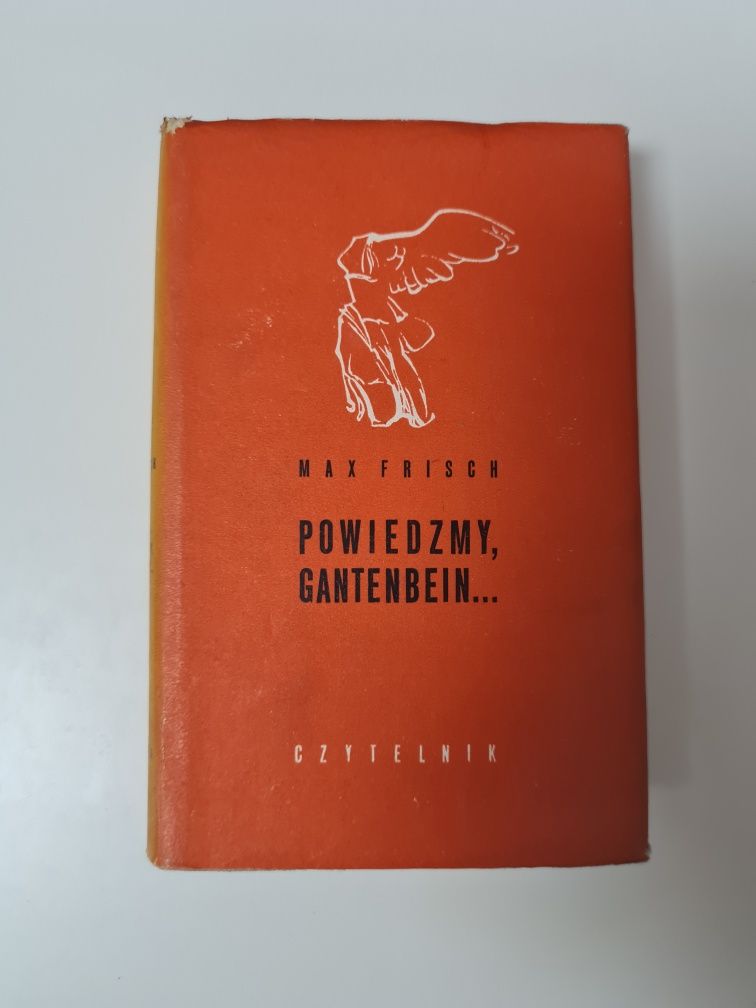 MAX FRISCH
POWIEDZMY,
GANTENBEIN...
CZYTELNIK